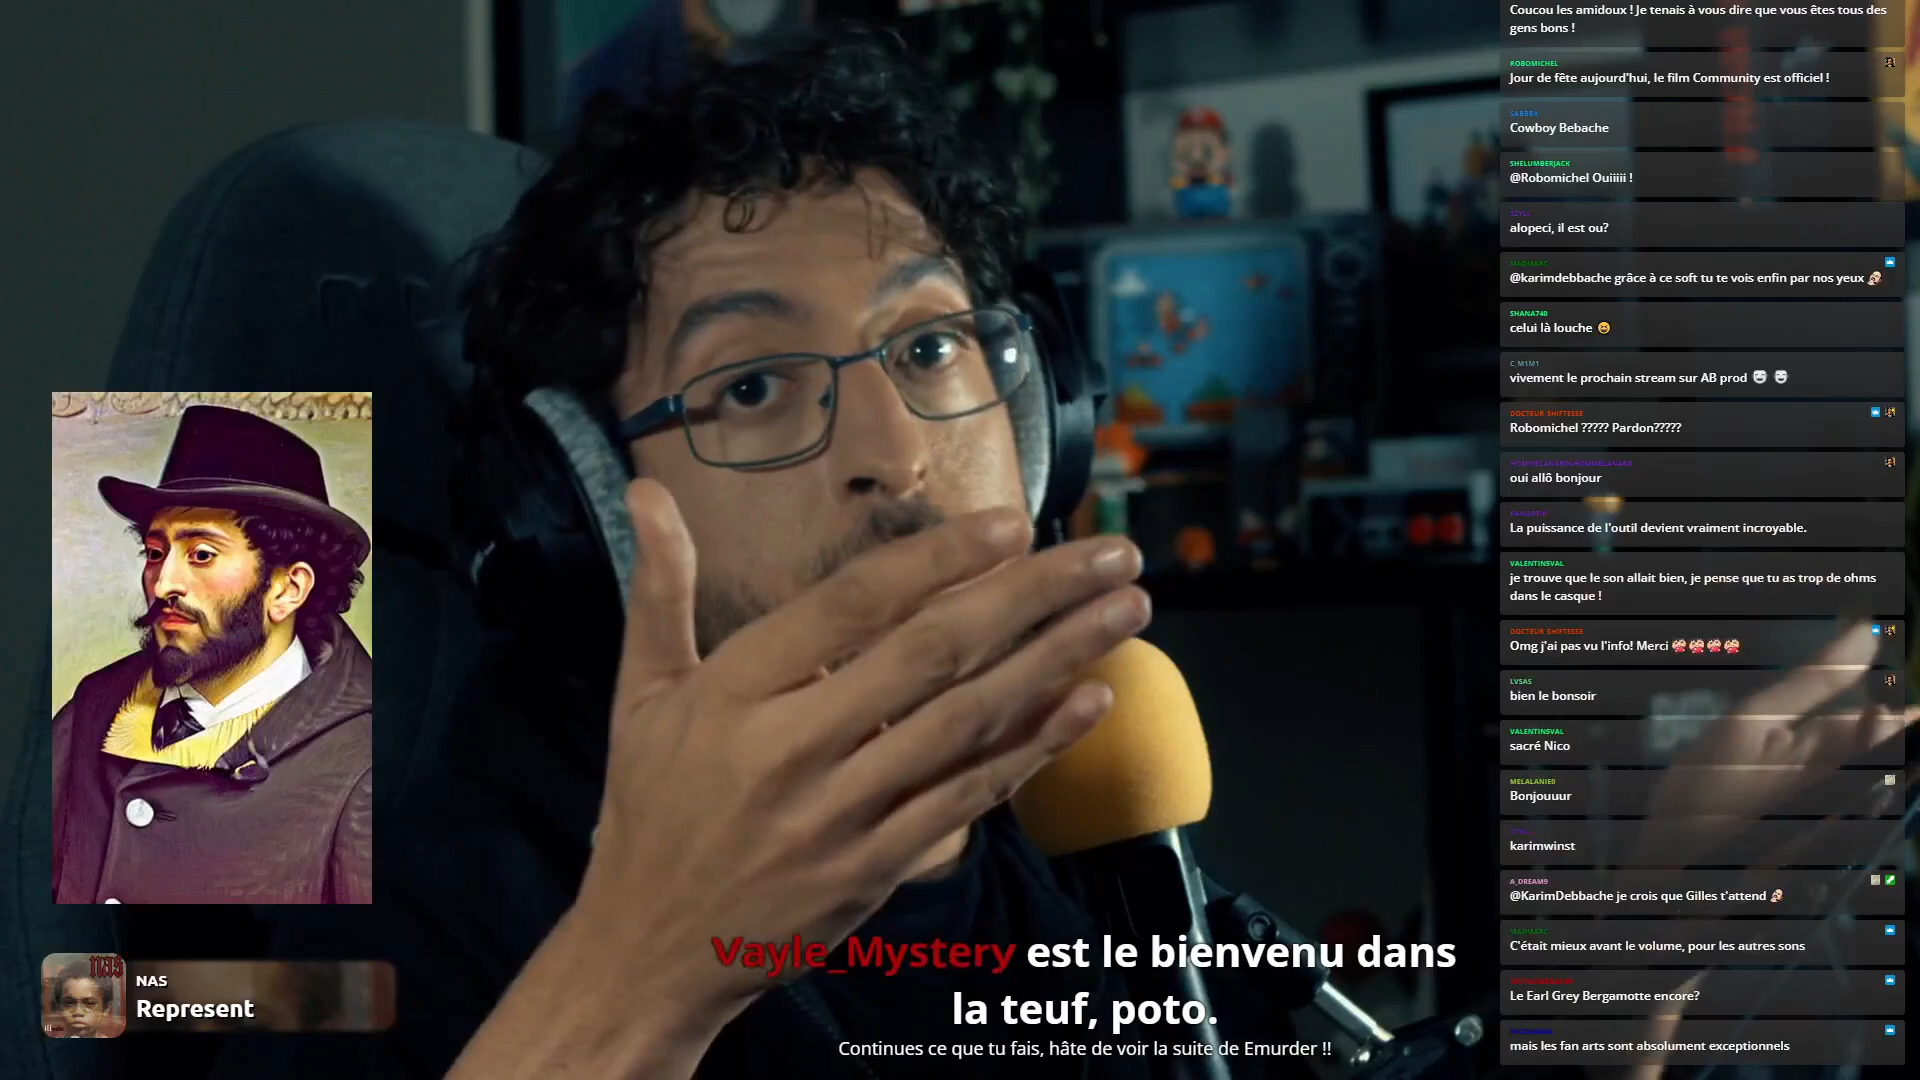 Coucou les amidoux ! Je tenais à vous dire que vous êtes tous des
gens bons !
ROBOMICHEL
Jour de fête aujourd'hui, le film Community est officiel !
SABBBX
Cowboy Bebache
SHELUMBERJACK
@Robomichel Ouiiiii !
alopeci, il est ou?
MADMARC
@karimdebbache grâce à ce soft tu te vois enfin par nos yeux
SHANA740
celui là louche
C_M1M1
vivement le prochain stream sur AB prod
DOCTEUR SHIFTESSE
Robomichel ????? Pardon?????
oui allô bonjour
La puissance de l'outil devient vraiment incroyable.
VALENTINSVAL
je trouve que le son allait bien, je pense que tu as trop de ohms
dans le casque !
DOCTEUR SHIFTESSE
Omg j'ai pas vu l'info! Merci
LVSAS
bien le bonsoir
VALENTINSVAL
sacré Nico
MELALANIE0
Bonjouuur
karimwinst
A_DREAM9
@KarimDebbache je crois que Gilles t'attend
MADMARC
C'était mieux avant le volume, pour les autres sons
Le Earl Grey Bergamotte encore?
mais les fan arts sont absolument exceptionnels
nas
NAS
Represent
Vayle_Mystery est le bienvenu dans
la teuf, poto.
Continues ce que tu fais, hâte de voir la suite de Emurder !!